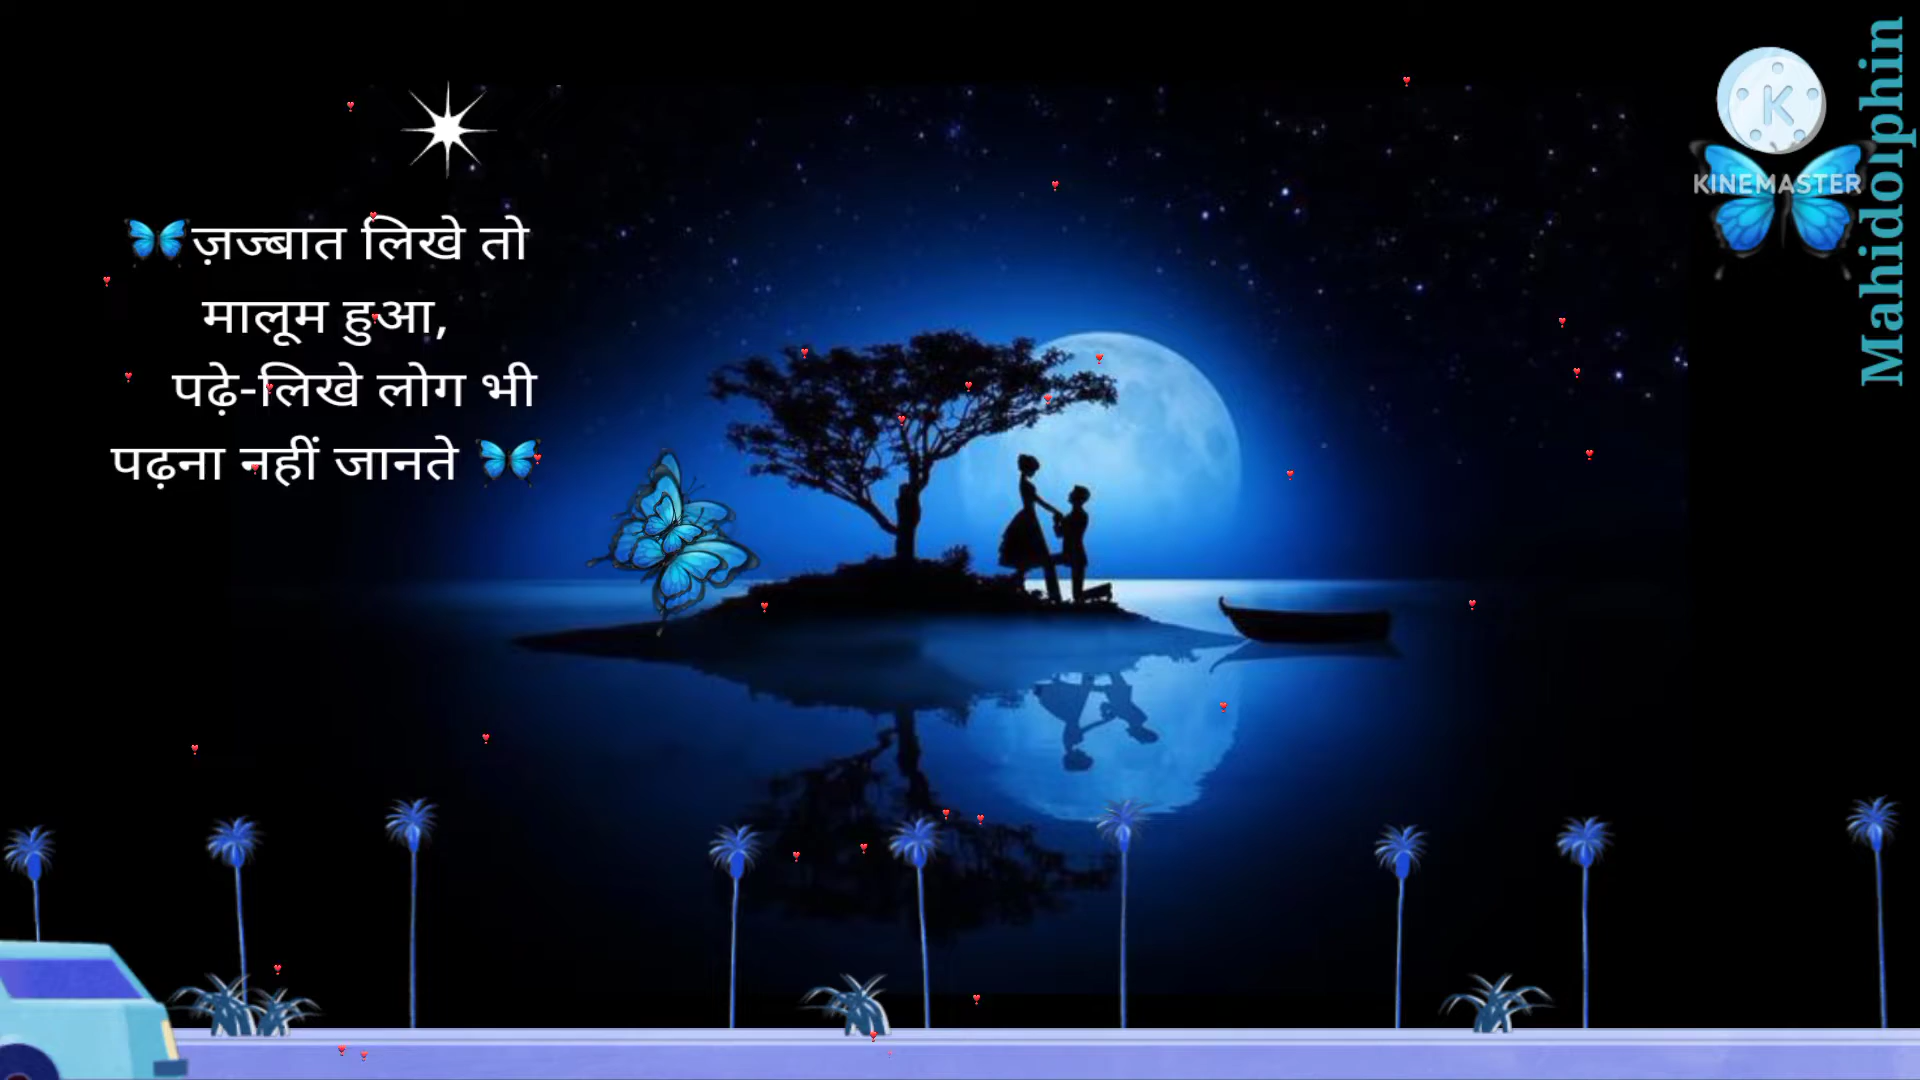 🦋ज़ज्बात लिखे तो
मालूम हुआ,
पढ़े-लिखे लोग भी
पढ़ना नहीं जानते 🦋
K
KINEMASTER
Mahidolphin